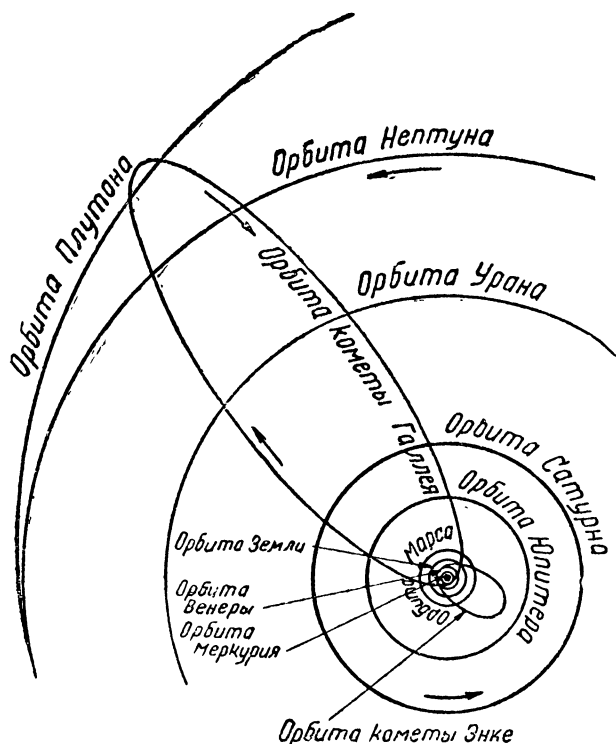 Орбита Плутона
Орбита Нептуна
Орбита кометы Галлея
Орбита Урана
Орбита Сатурна
Орбита Юпитера
Орбита Марса
Орбита Земли
Орбита
Венеры
Орбита
Меркурия
Орбита кометы Энке